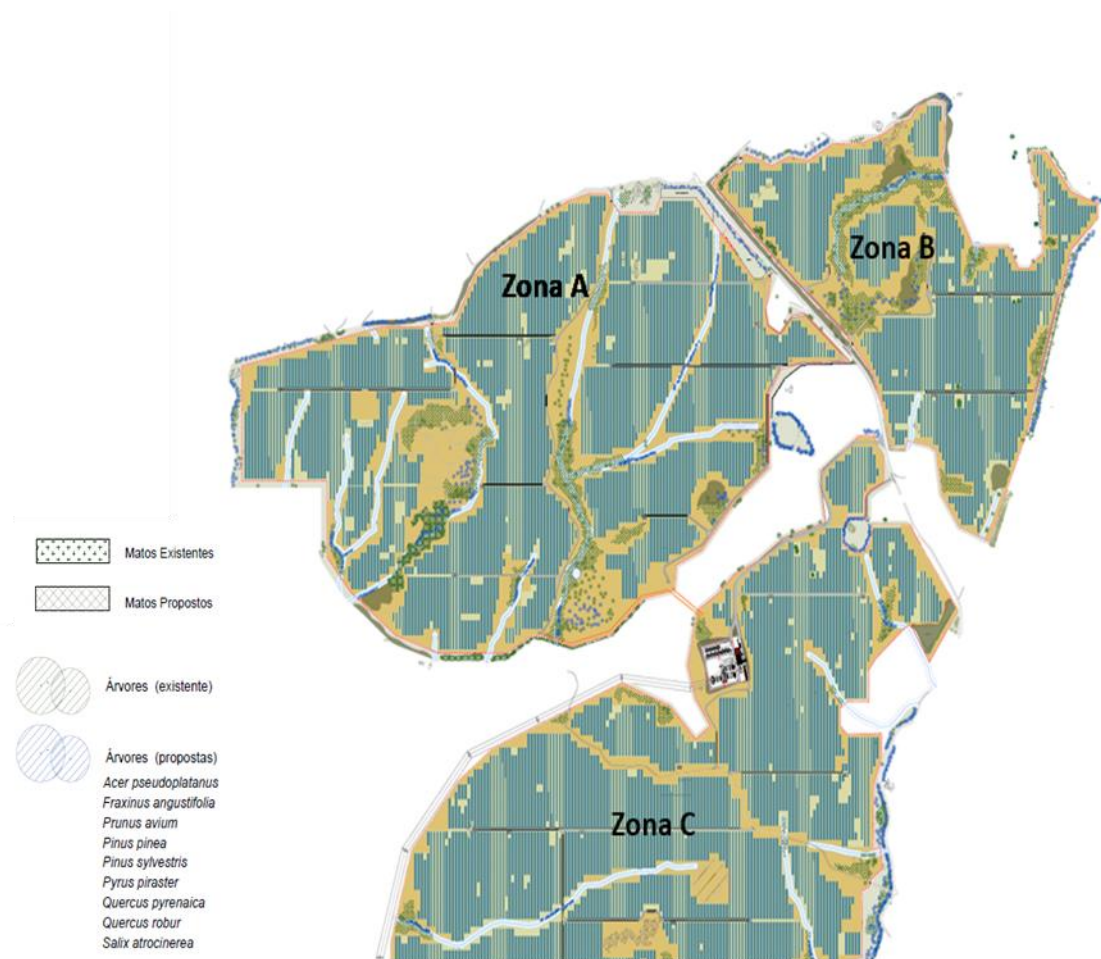 Zona A
Zona B
Zona C
Matos Existentes
Matos Propostos
Árvores (existente)
Árvores (propostas)
Acer pseudoplatanus
Fraxinus angustifolia
Prunus avium
Pinus pinea
Pinus sylvestris
Pyrus piraster
Quercus pyrenaica
Quercus robur
Salix atrocinerea